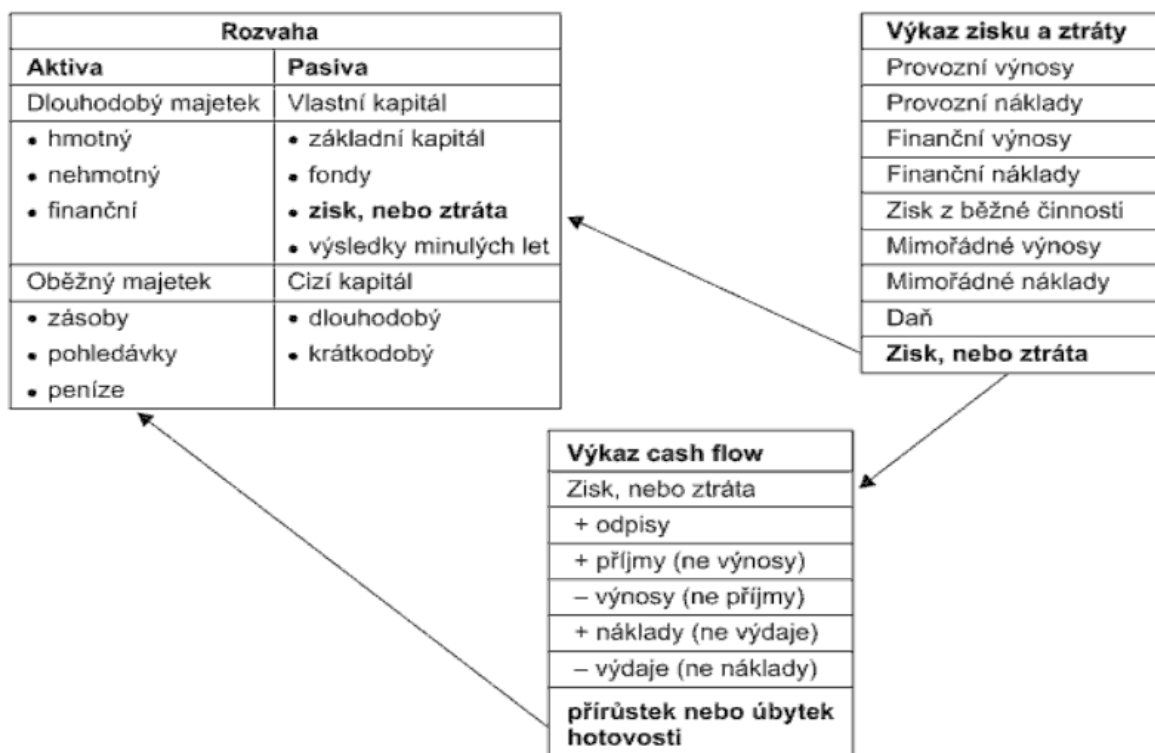 Rozvaha
Aktiva Pasiva
Dlouhodobý majetek Vlastní kapitál
• hmotný • základní kapitál
• nehmotný • fondy
• finanční • zisk, nebo ztráta
• výsledky minulých let
Oběžný majetek Cizí kapitál
• zásoby • dlouhodobý
• pohledávky • krátkodobý
• peníze
Výkaz zisku a ztráty
Provozní výnosy
Provozní náklady
Finanční výnosy
Finanční náklady
Zisk z běžné činnosti
Mimořádné výnosy
Mimořádné náklady
Daň
Zisk, nebo ztráta
Výkaz cash flow
Zisk, nebo ztráta
+ odpisy
+ příjmy (ne výnosy)
– výnosy (ne příjmy)
+ náklady (ne výdaje)
– výdaje (ne náklady)
přírůstek nebo úbytek
hotovosti